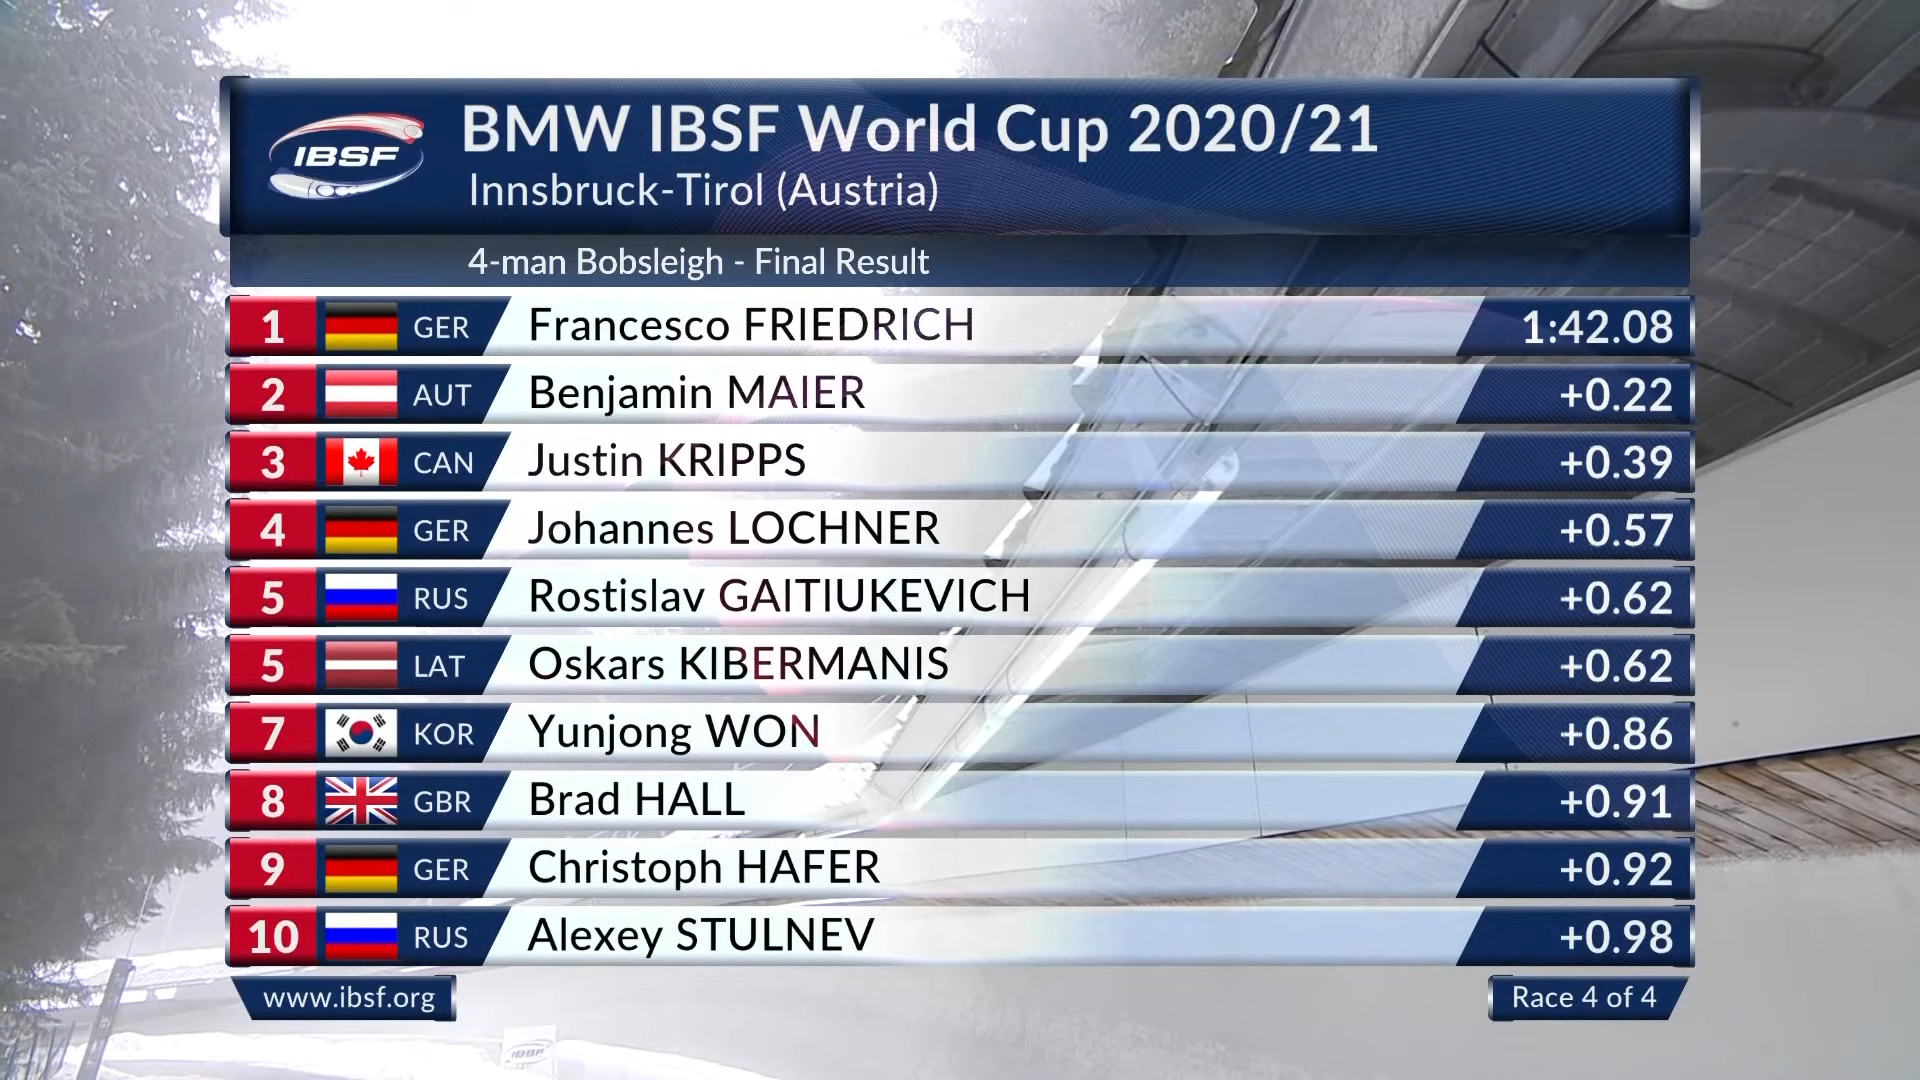 IBSF
BMW IBSF World Cup 2020/21
Innsbruck-Tirol (Austria)
4-man Bobsleigh - Final Result
1 GER Francesco FRIEDRICH 1:42.08
2 AUT Benjamin MAIER +0.22
3 CAN Justin KRIPPS +0.39
4 GER Johannes LOCHNER +0.57
5 RUS Rostislav GAITIUKEVICH +0.62
5 LAT Oskars KIBERMANIS +0.62
7 KOR Yunjong WON +0.86
8 GBR Brad HALL +0.91
9 GER Christoph HAFER +0.92
10 RUS Alexey STULNEV +0.98
www.ibsf.org
Race 4 of 4
IBSF